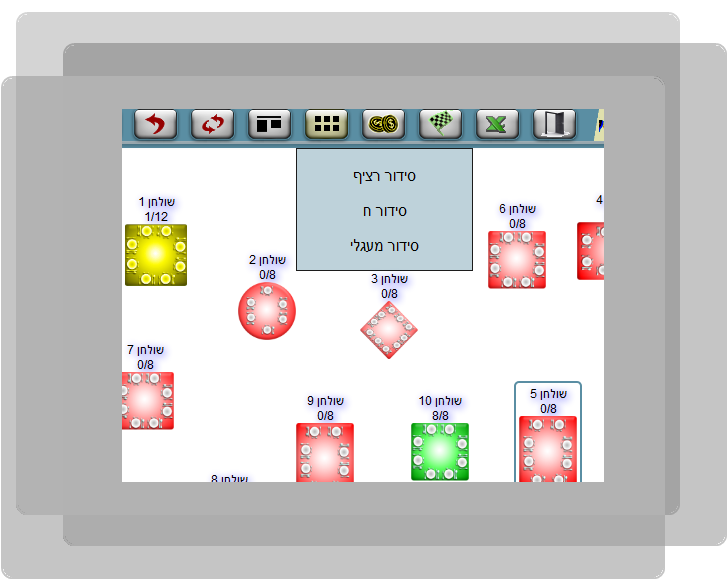 סידור רציף
סידור ח
סידור מעגלי
שולחן 1
1/12
שולחן 2
0/8
שולחן 3
0/8
שולחן 6
0/8
4
שולחן 7
0/8
שולחן 9
0/8
שולחן 10
8/8
שולחן 5
0/8
שולחן 8